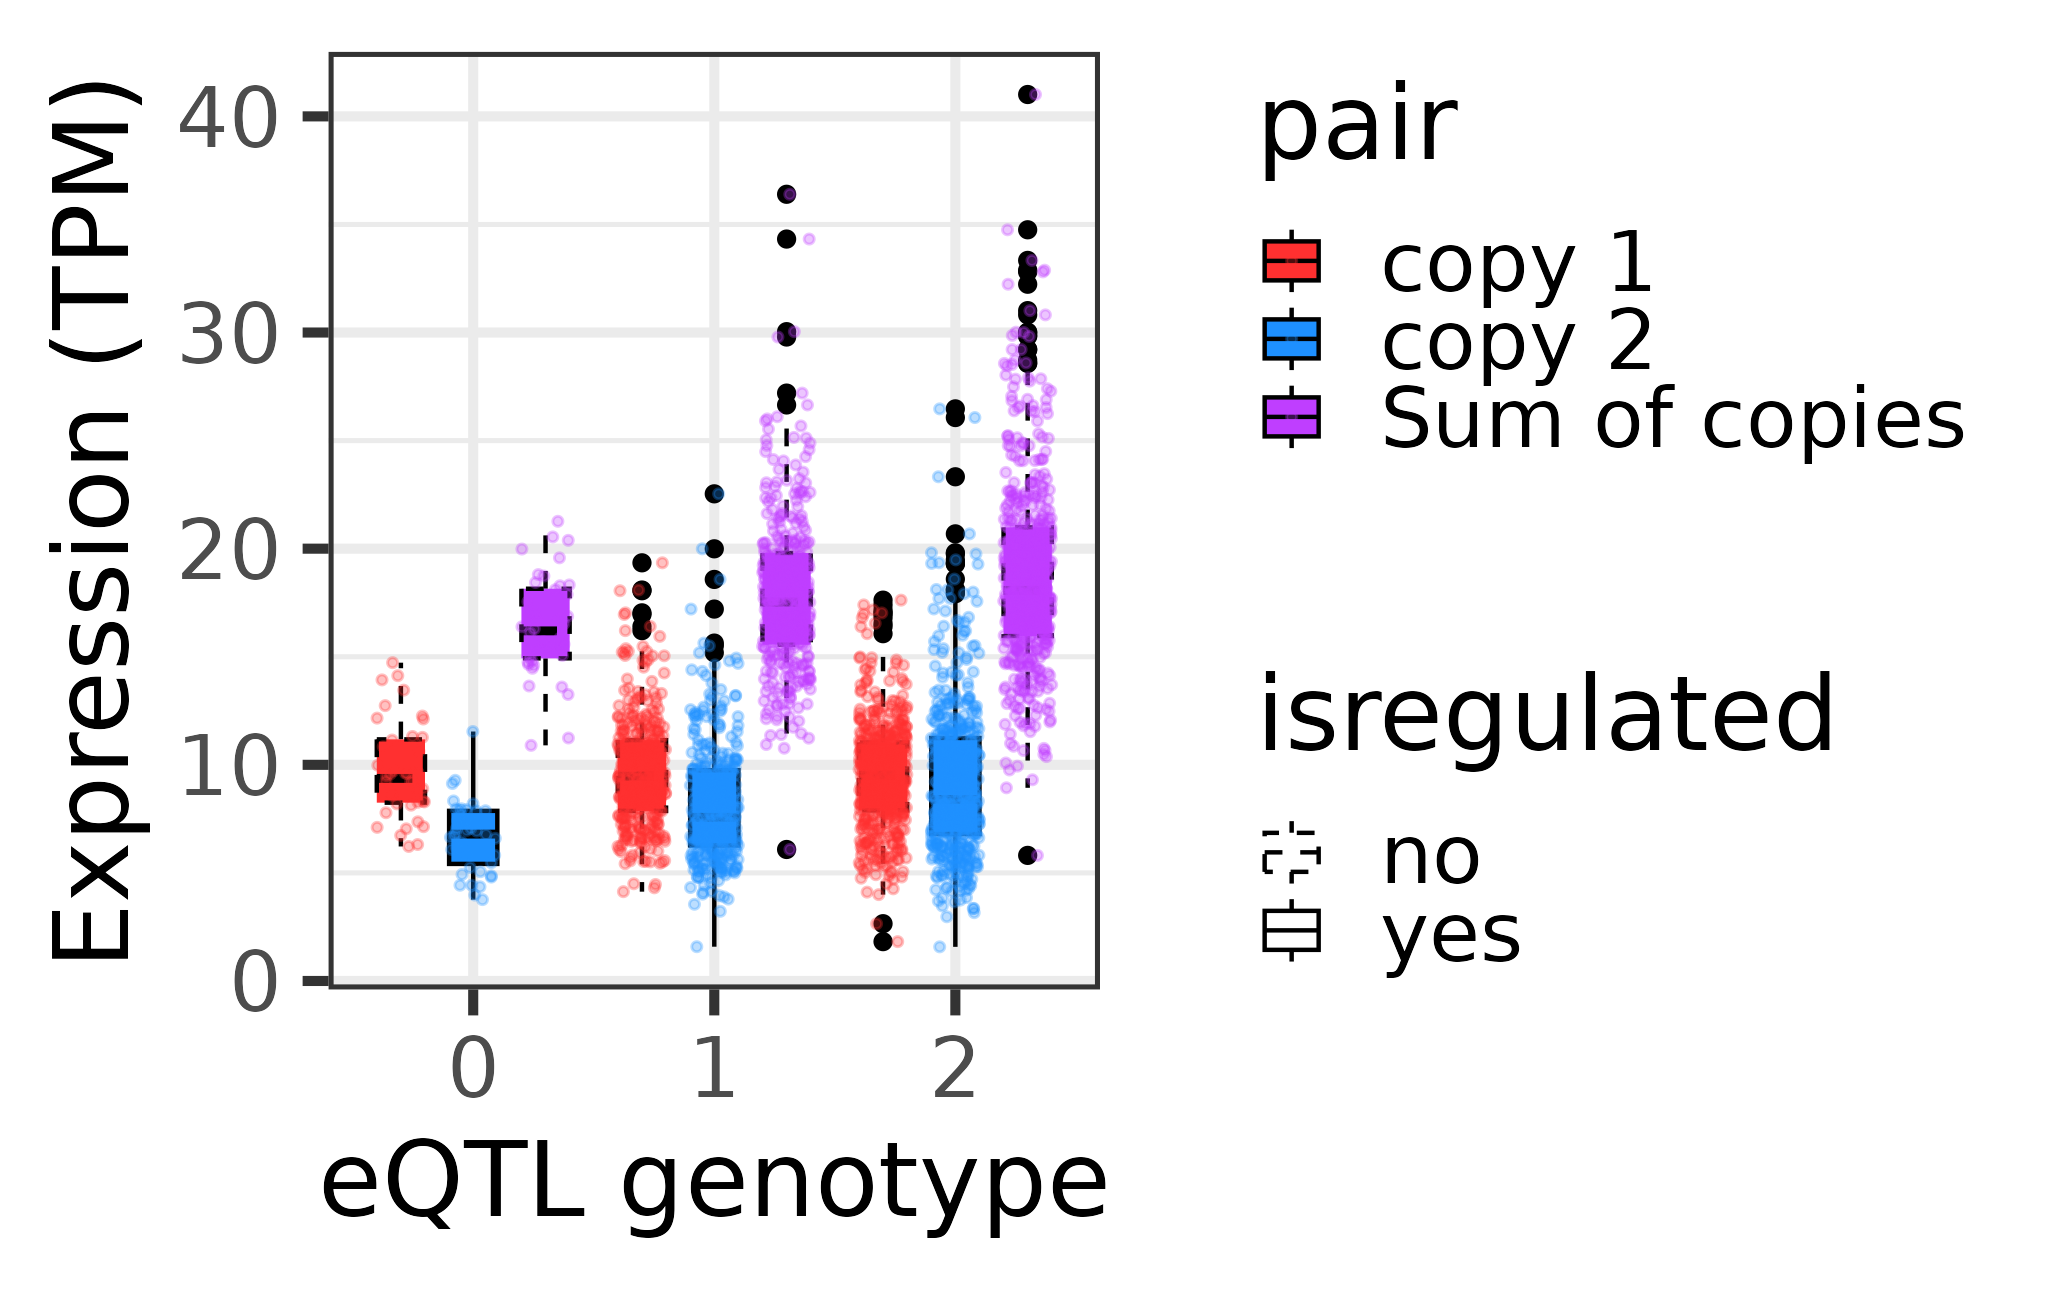 Expression (TPM)
40
30
20
10
0
0 1 2
eQTL genotype
pair
copy 1
copy 2
Sum of copies
isregulated
no
yes